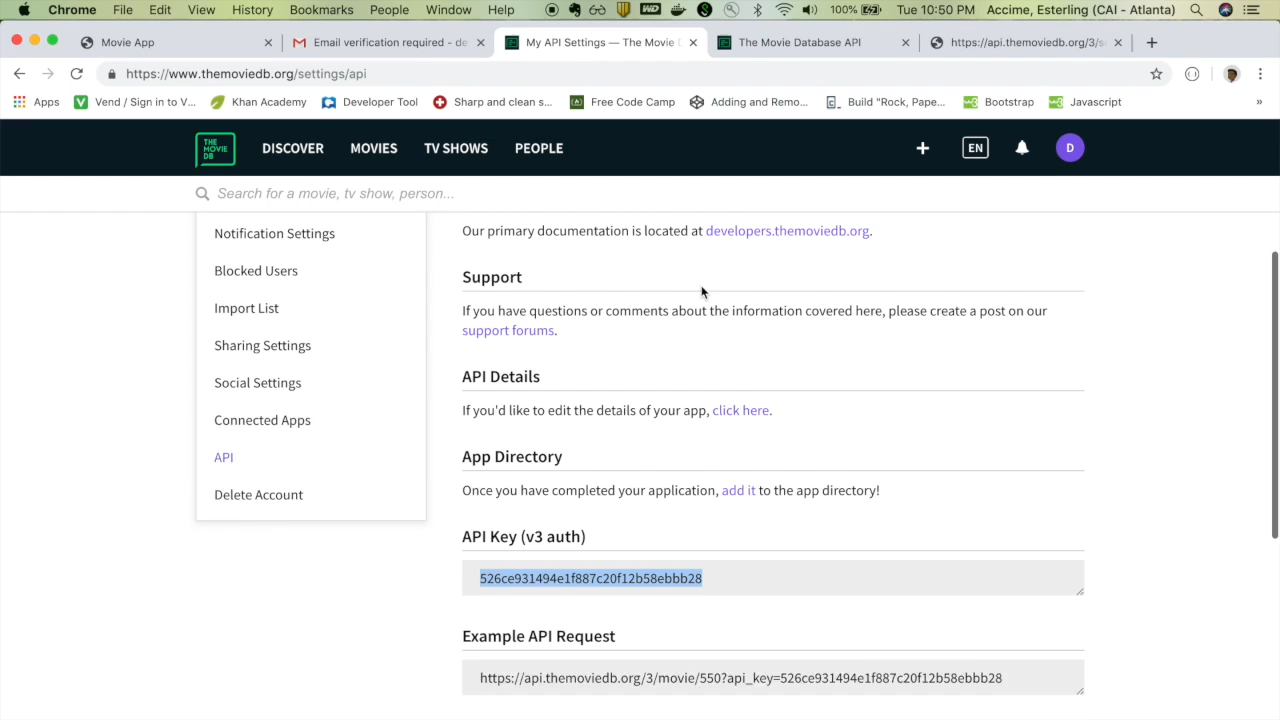 Chrome File Edit View History Bookmarks People Window Help 100% Tue 10:50 PM Accime, Esterling (CAI - Atlanta)
Movie App Email verification required - de My API Settings — The Movie D The Movie Database API https://api.themoviedb.org/3/se
https://www.themoviedb.org/settings/api
Apps Vend / Sign in to V... Khan Academy Developer Tool Sharp and clean s... Free Code Camp Adding and Remo... Build "Rock, Pape... Bootstrap Javascript »
THE MOVIE DB DISCOVER MOVIES TV SHOWS PEOPLE + EN D
Search for a movie, tv show, person...
Notification Settings
Blocked Users
Import List
Sharing Settings
Social Settings
Connected Apps
API
Delete Account
Our primary documentation is located at developers.themoviedb.org.
Support
If you have questions or comments about the information covered here, please create a post on our
support forums.
API Details
If you'd like to edit the details of your app, click here.
App Directory
Once you have completed your application, add it to the app directory!
API Key (v3 auth)
526ce931494e1f887c20f12b58ebbb28
Example API Request
https://api.themoviedb.org/3/movie/550?api_key=526ce931494e1f887c20f12b58ebbb28